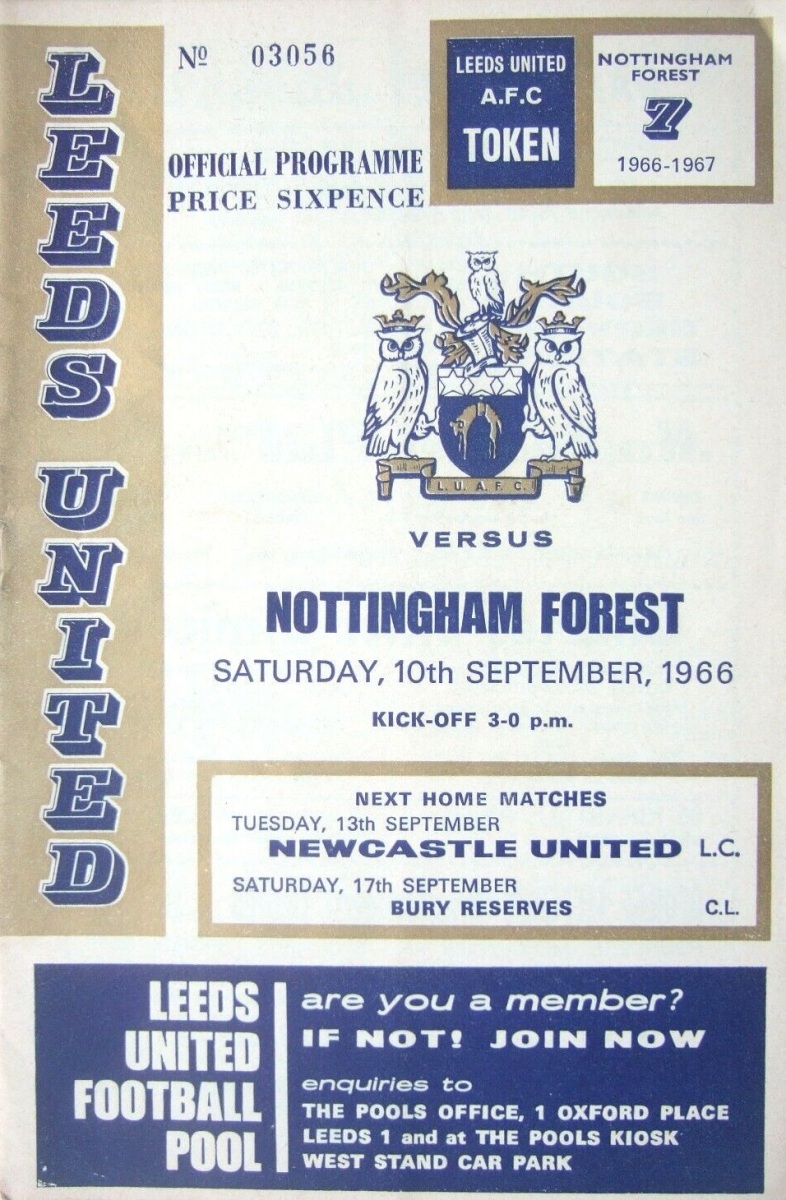 LEEDS UNITED
Nº 03056
OFFICIAL PROGRAMME
PRICE SIXPENCE
LEEDS UNITED
A.F.C
TOKEN
NOTTINGHAM
FOREST
7
1966-1967
L. U. A. F. C.
VERSUS
NOTTINGHAM FOREST
SATURDAY, 10th SEPTEMBER, 1966
KICK-OFF 3-0 p.m.
NEXT HOME MATCHES
TUESDAY, 13th SEPTEMBER
NEWCASTLE UNITED L.C.
SATURDAY, 17th SEPTEMBER
BURY RESERVES C.L.
LEEDS
UNITED
FOOTBALL
POOL
are you a member?
IF NOT! JOIN NOW
enquiries to
THE POOLS OFFICE, 1 OXFORD PLACE
LEEDS 1 and at THE POOLS KIOSK
WEST STAND CAR PARK